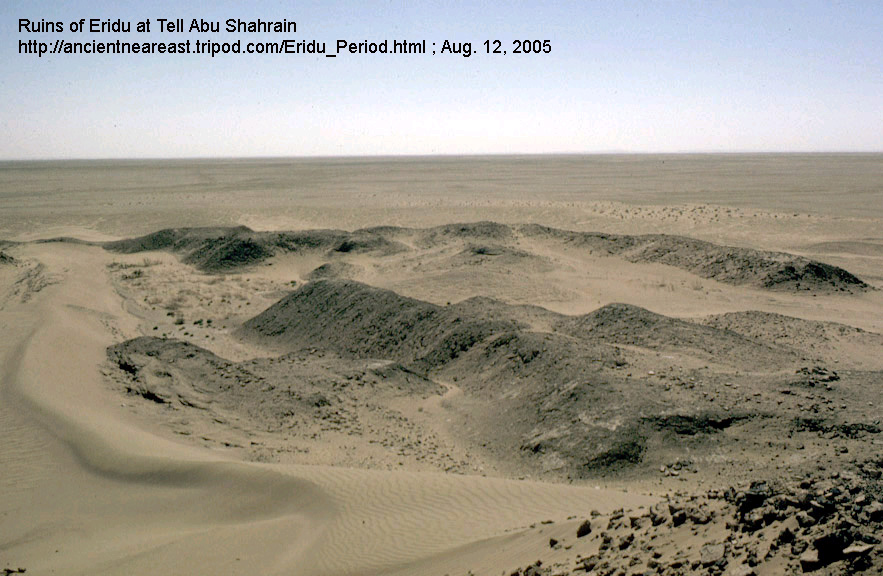 Ruins of Eridu at Tell Abu Shahrain
http://ancientneareast.tripod.com/Eridu_Period.html ; Aug. 12, 2005